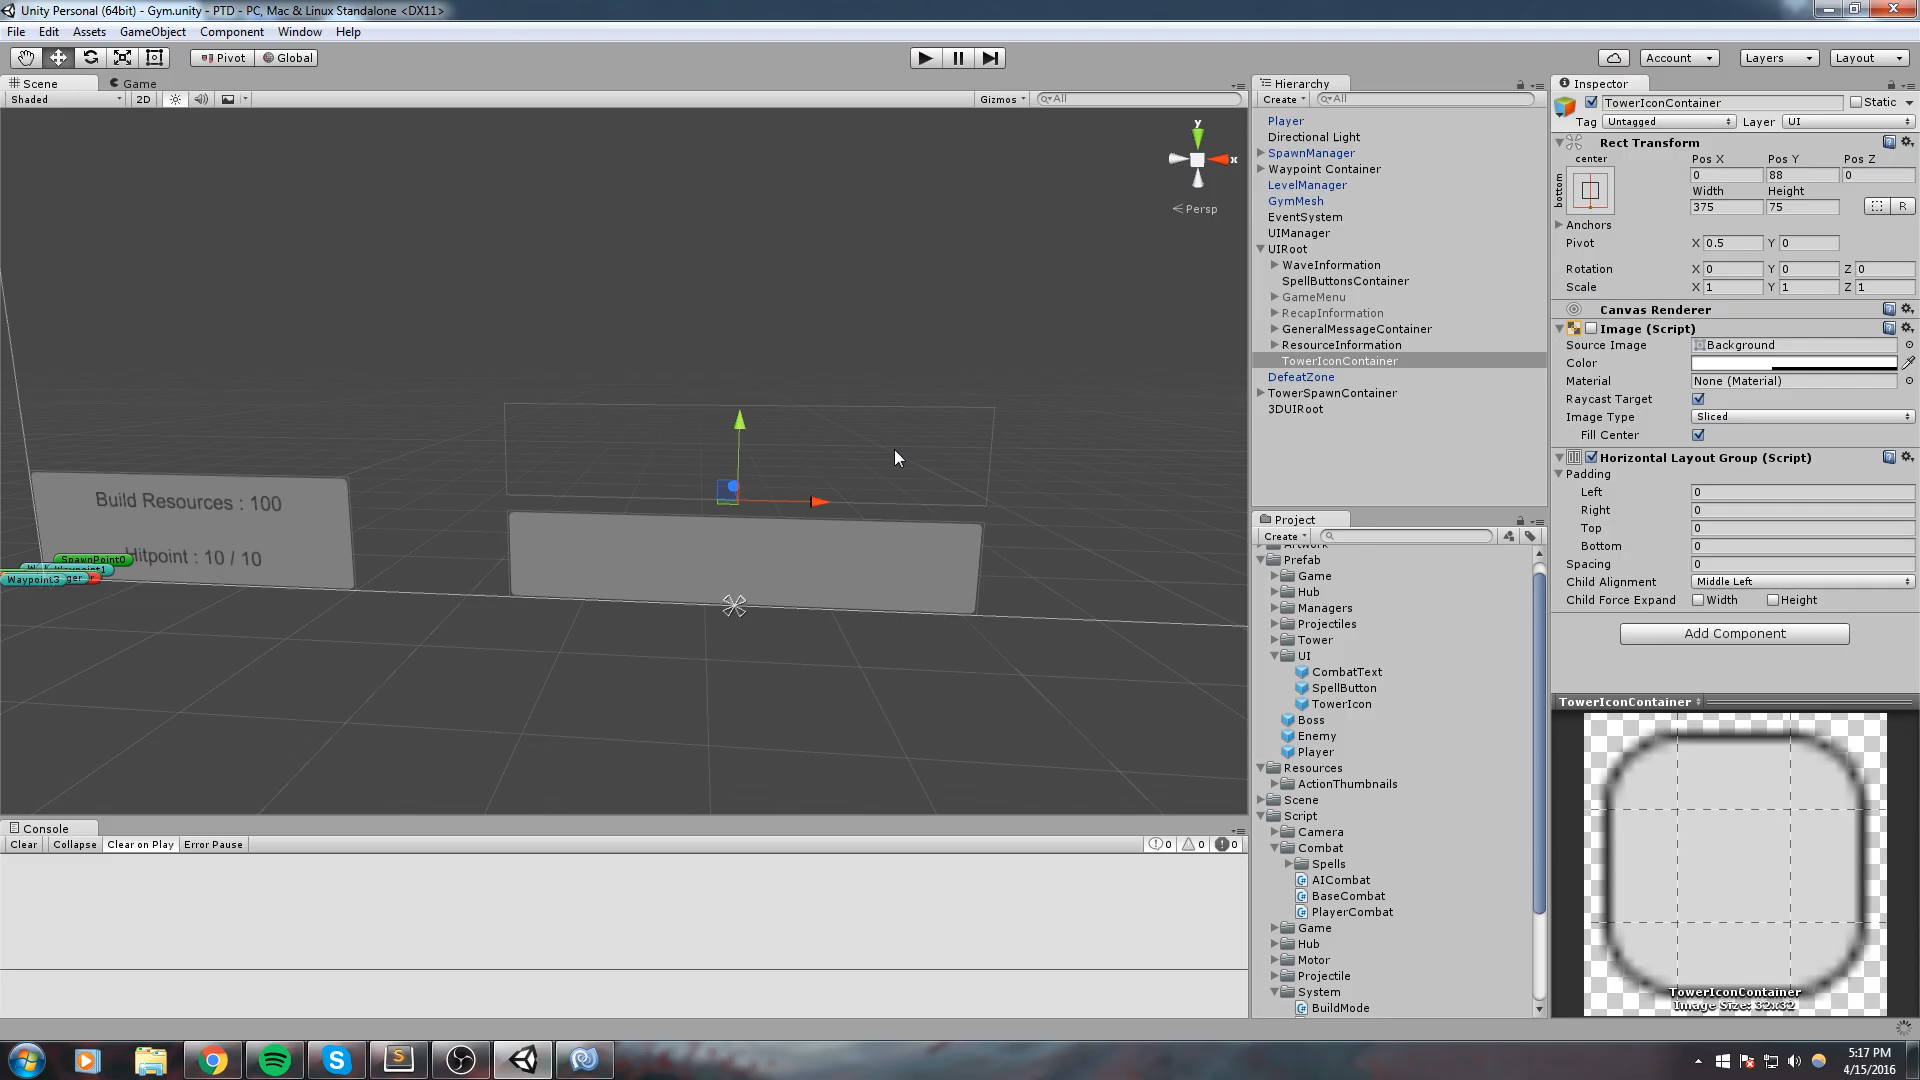 Unity Personal (64bit) - Gym.unity - PTD - PC, Mac & Linux Standalone <DX11>
File Edit Assets GameObject Component Window Help
Pivot Global Account Layers Layout
Scene Game
Shaded 2D Gizmos All
y
x
Persp
Build Resources : 100
Hitpoint : 10 / 10
SpawnPoint0
Waypoint1
Waypoint3
Console
Clear Collapse Clear on Play Error Pause 0 0 0
Hierarchy
Create All
Player
Directional Light
SpawnManager
Waypoint Container
LevelManager
GymMesh
EventSystem
UIManager
UIRoot
WaveInformation
SpellButtonsContainer
GameMenu
RecapInformation
GeneralMessageContainer
ResourceInformation
TowerIconContainer
DefeatZone
TowerSpawnContainer
3DUIRoot
Project
Create
Artwork
Prefab
Game
Hub
Managers
Projectiles
Tower
UI
CombatText
SpellButton
TowerIcon
Boss
Enemy
Player
Resources
ActionThumbnails
Scene
Script
Camera
Combat
Spells
AICombat
BaseCombat
PlayerCombat
Game
Hub
Motor
Projectile
System
BuildMode
Inspector
TowerIconContainer Static
Tag Untagged Layer UI
Rect Transform
center
bottom
Pos X Pos Y Pos Z
0 88 0
Width Height
375 75 R
Anchors
Pivot X 0.5 Y 0
Rotation X 0 Y 0 Z 0
Scale X 1 Y 1 Z 1
Canvas Renderer
Image (Script)
Source Image Background
Color
Material None (Material)
Raycast Target
Image Type Sliced
Fill Center
Horizontal Layout Group (Script)
Padding
Left 0
Right 0
Top 0
Bottom 0
Spacing 0
Child Alignment Middle Left
Child Force Expand Width Height
Add Component
TowerIconContainer
TowerIconContainer
Image Size: 32x32
5:17 PM
4/15/2016